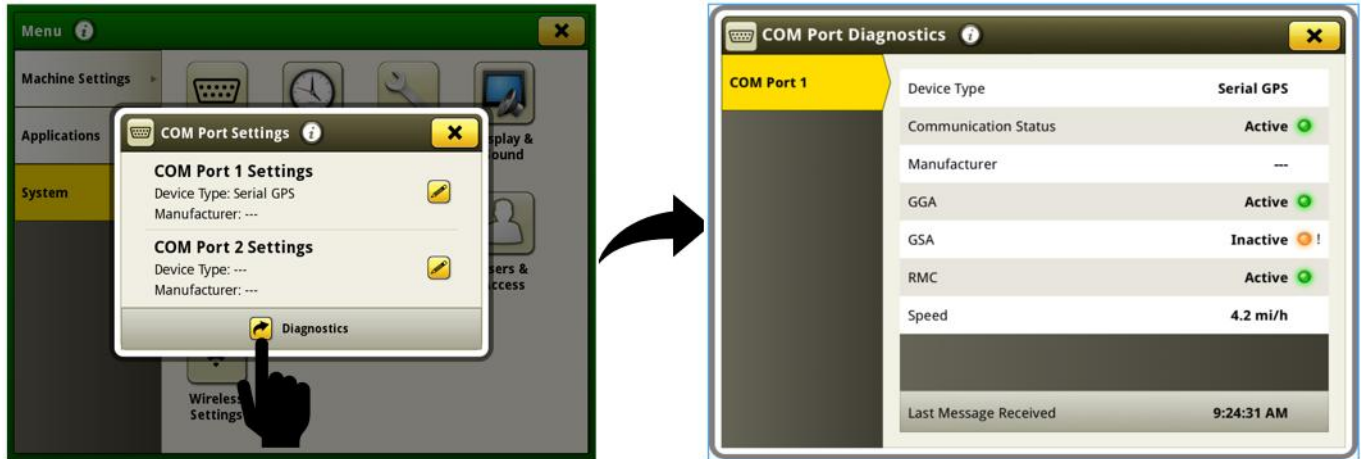 Menu
Machine Settings
Applications
System
COM Port Settings
COM Port 1 Settings
Device Type: Serial GPS
Manufacturer: ---
COM Port 2 Settings
Device Type: ---
Manufacturer: ---
Diagnostics
splay &
ound
sers &
ccess
Wireles
Settings
COM Port Diagnostics
COM Port 1
Device Type Serial GPS
Communication Status Active
Manufacturer ---
GGA Active
GSA Inactive !
RMC Active
Speed 4.2 mi/h
Last Message Received 9:24:31 AM